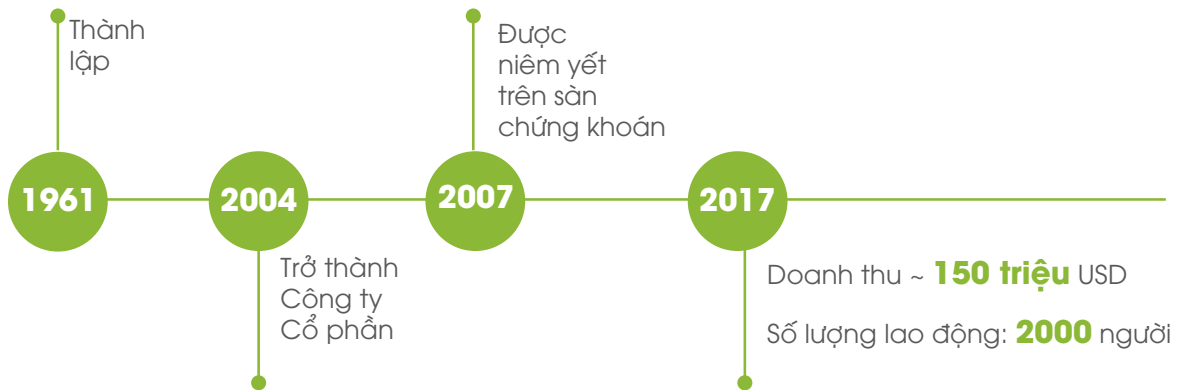 Thành
lập
Được
niêm yết
trên sàn
chứng khoán
1961
2004
2007
2017
Trở thành
Công ty
Cổ phần
Doanh thu ~ 150 triệu USD
Số lượng lao động: 2000 người